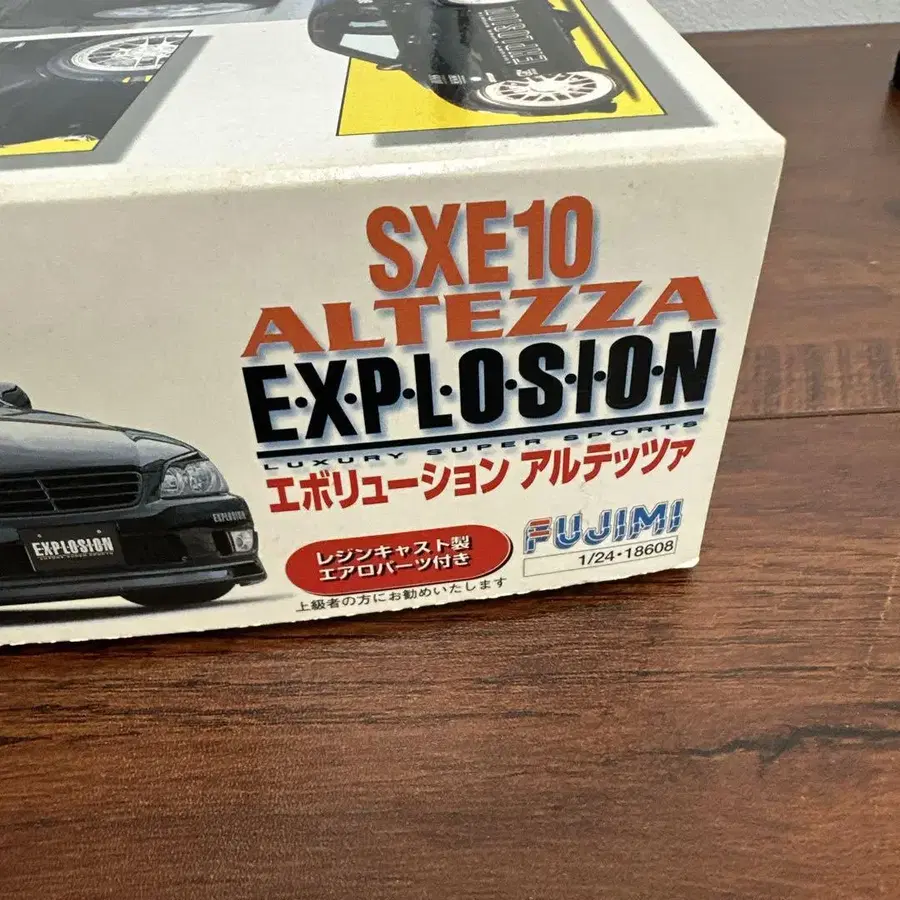 EXPLOSION
SXE10
ALTEZZA
E·X·P·L·O·S·I·O·N
LUXURY SUPER SPORTS
エボリューション アルテッツァ
EXPLOSION
EXPLOSION
レジンキャスト製
エアロパーツ付き
上級者の方にお勧めいたします
FUJIMI
1/24・18608